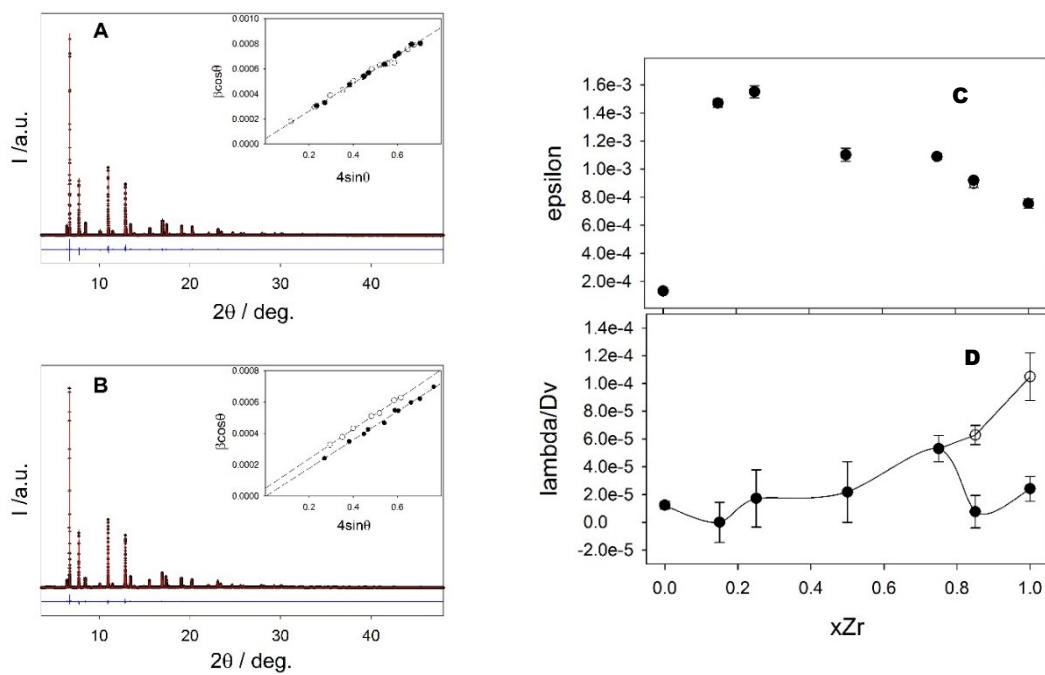 A
I /a.u.
10
20
30
40
2θ / deg.
βcosθ
0.0010
0.0008
0.0006
0.0004
0.0002
0.0000
0.2
0.4
0.6
4sinθ
B
I /a.u.
10
20
30
40
2θ / deg.
βcosθ
0.0008
0.0006
0.0004
0.0002
0.0000
0.2
0.4
0.6
4sinθ
C
epsilon
1.6e-3
1.4e-3
1.2e-3
1.0e-3
8.0e-4
6.0e-4
4.0e-4
2.0e-4
D
lambda/Dv
1.4e-4
1.2e-4
1.0e-4
8.0e-5
6.0e-5
4.0e-5
2.0e-5
0.0
-2.0e-5
0.0
0.2
0.4
0.6
0.8
1.0
xZr